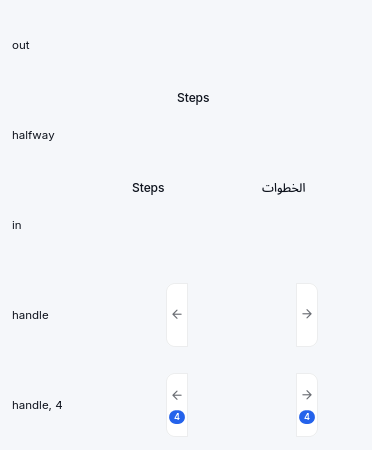 out
Steps
halfway
Steps الخطوات
in
handle
handle, 4
4 4